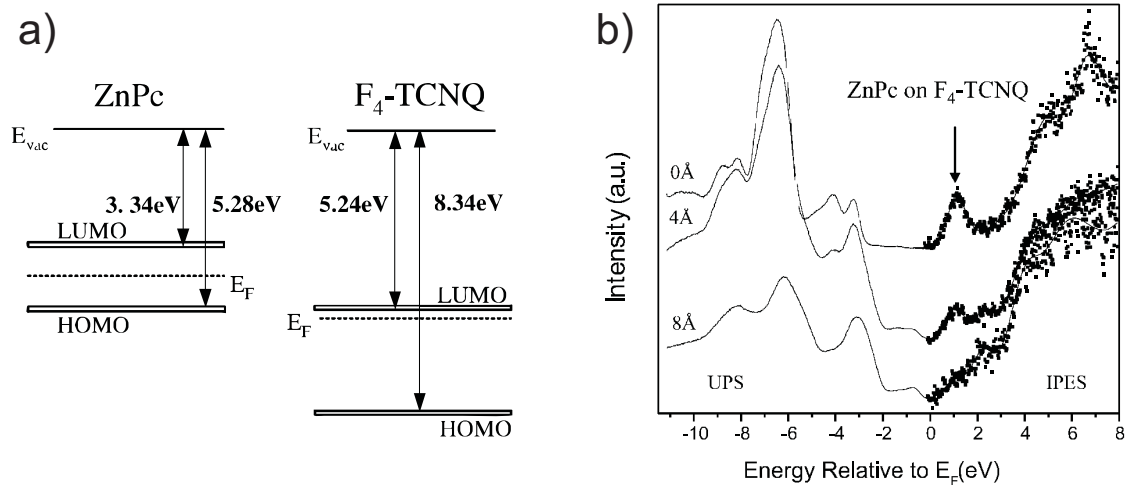 a)
ZnPc
F4-TCNQ
Evac
Evac
3. 34eV
5.28eV
5.24eV
8.34eV
LUMO
EF
HOMO
LUMO
EF
HOMO
b)
ZnPc on F4-TCNQ
0Å
4Å
8Å
UPS
IPES
Intensity (a.u.)
-10 -8 -6 -4 -2 0 2 4 6 8
Energy Relative to EF(eV)